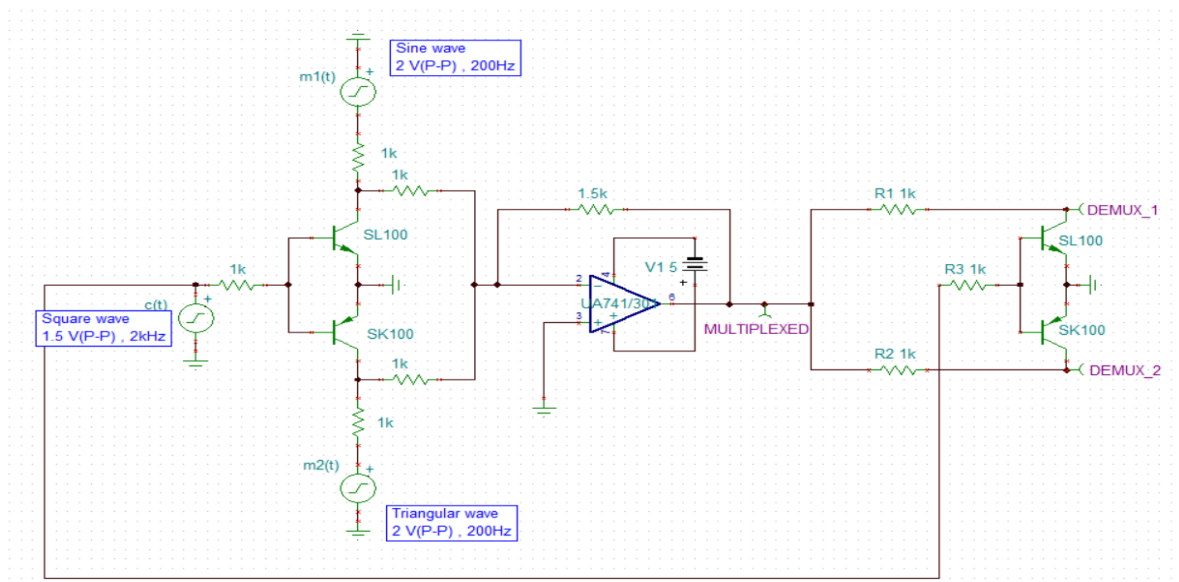 Sine wave
2 V(P-P) , 200Hz
m1(t)
+
1k
1k
SL100
1k
c(t)
+
Square wave
1.5 V(P-P) , 2kHz
SK100
1k
1k
m2(t)
+
Triangular wave
2 V(P-P) , 200Hz
1.5k
V1 5
+
4
2
6
3
7
UA741/301
MULTIPLEXED
R1 1k
DEMUX_1
SL100
R3 1k
SK100
R2 1k
DEMUX_2